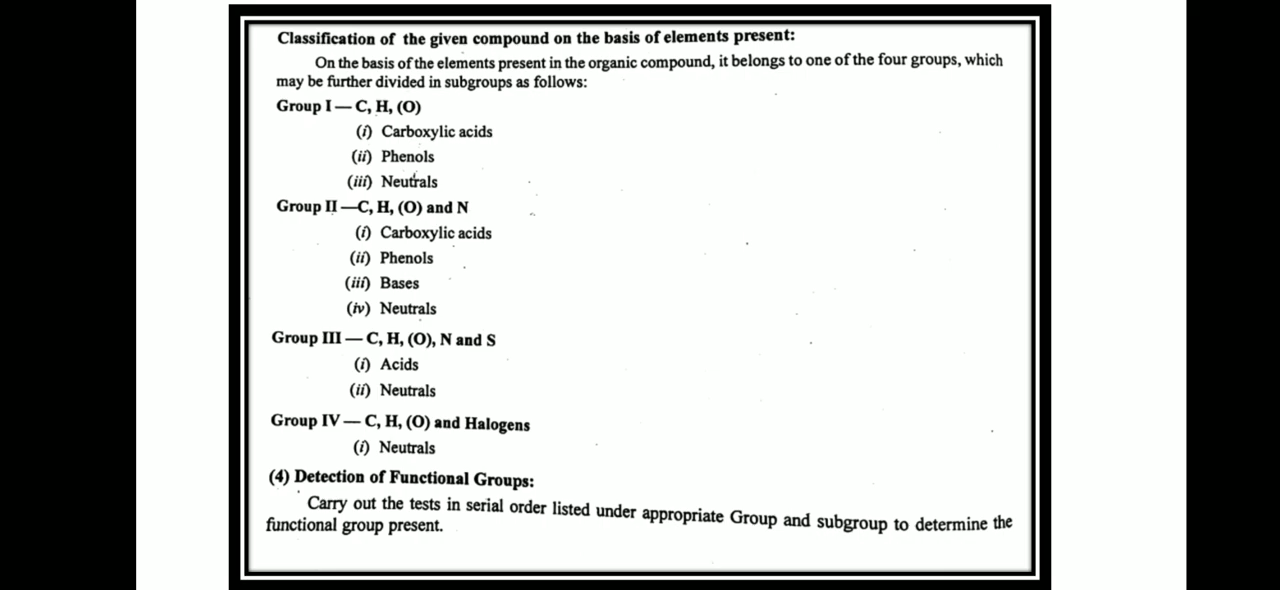 Classification of the given compound on the basis of elements present:
On the basis of the elements present in the organic compound, it belongs to one of the four groups, which
may be further divided in subgroups as follows:
Group I — C, H, (O)
(i) Carboxylic acids
(ii) Phenols
(iii) Neutrals
Group II —C, H, (O) and N
(i) Carboxylic acids
(ii) Phenols
(iii) Bases
(iv) Neutrals
Group III — C, H, (O), N and S
(i) Acids
(ii) Neutrals
Group IV — C, H, (O) and Halogens
(i) Neutrals
(4) Detection of Functional Groups:
Carry out the tests in serial order listed under appropriate Group and subgroup to determine the
functional group present.